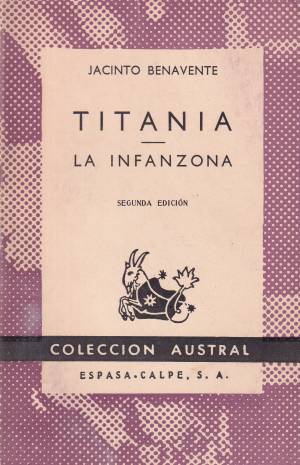 JACINTO BENAVENTE
TITANIA
LA INFANZONA
SEGUNDA EDICIÓN
COLECCION AUSTRAL
ESPASA-CALPE, S. A.